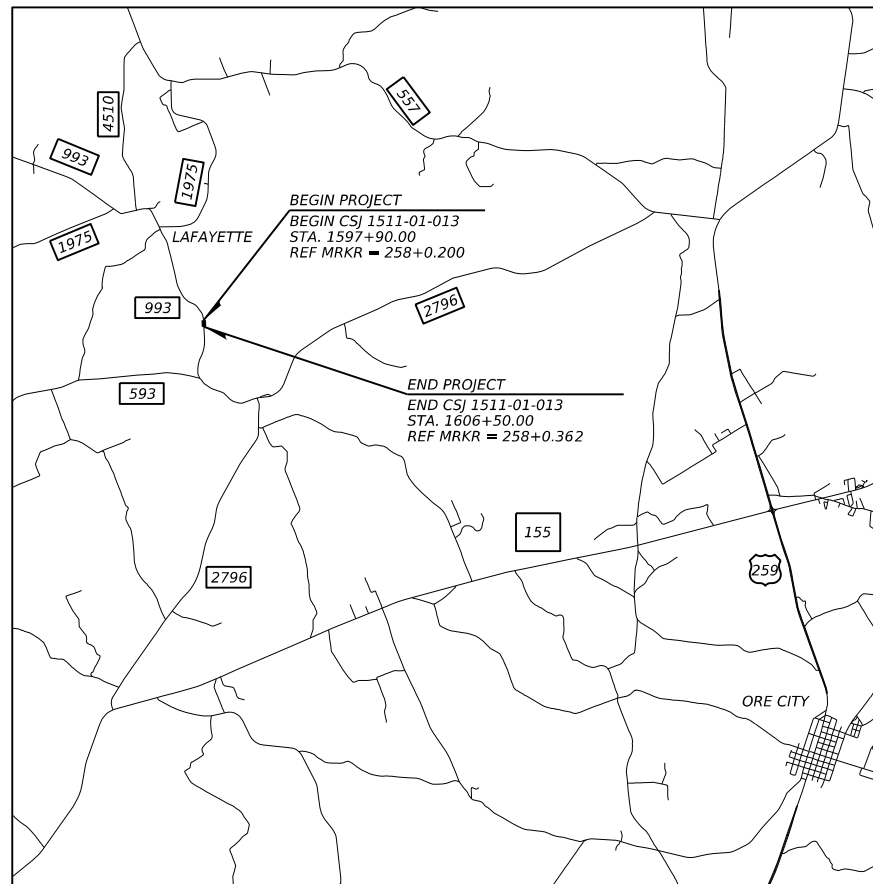 4510
557
993
1975
BEGIN PROJECT
BEGIN CSJ 1511-01-013
STA. 1597+90.00
REF MRKR = 258+0.200
LAFAYETTE
1975
993
2796
END PROJECT
END CSJ 1511-01-013
STA. 1606+50.00
REF MRKR = 258+0.362
593
155
2796
259
ORE CITY